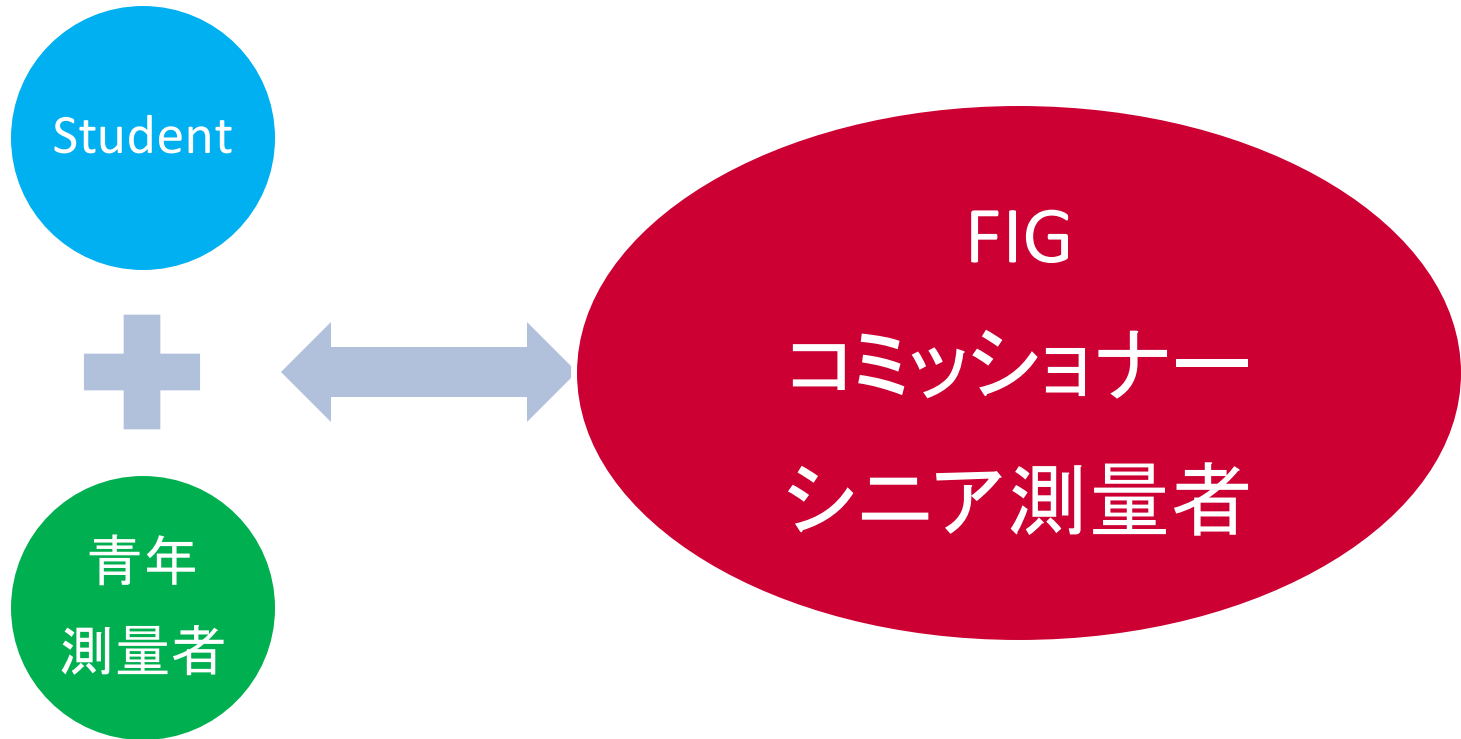 Student
青年
測量者
FIG
コミッショナー
シニア測量者